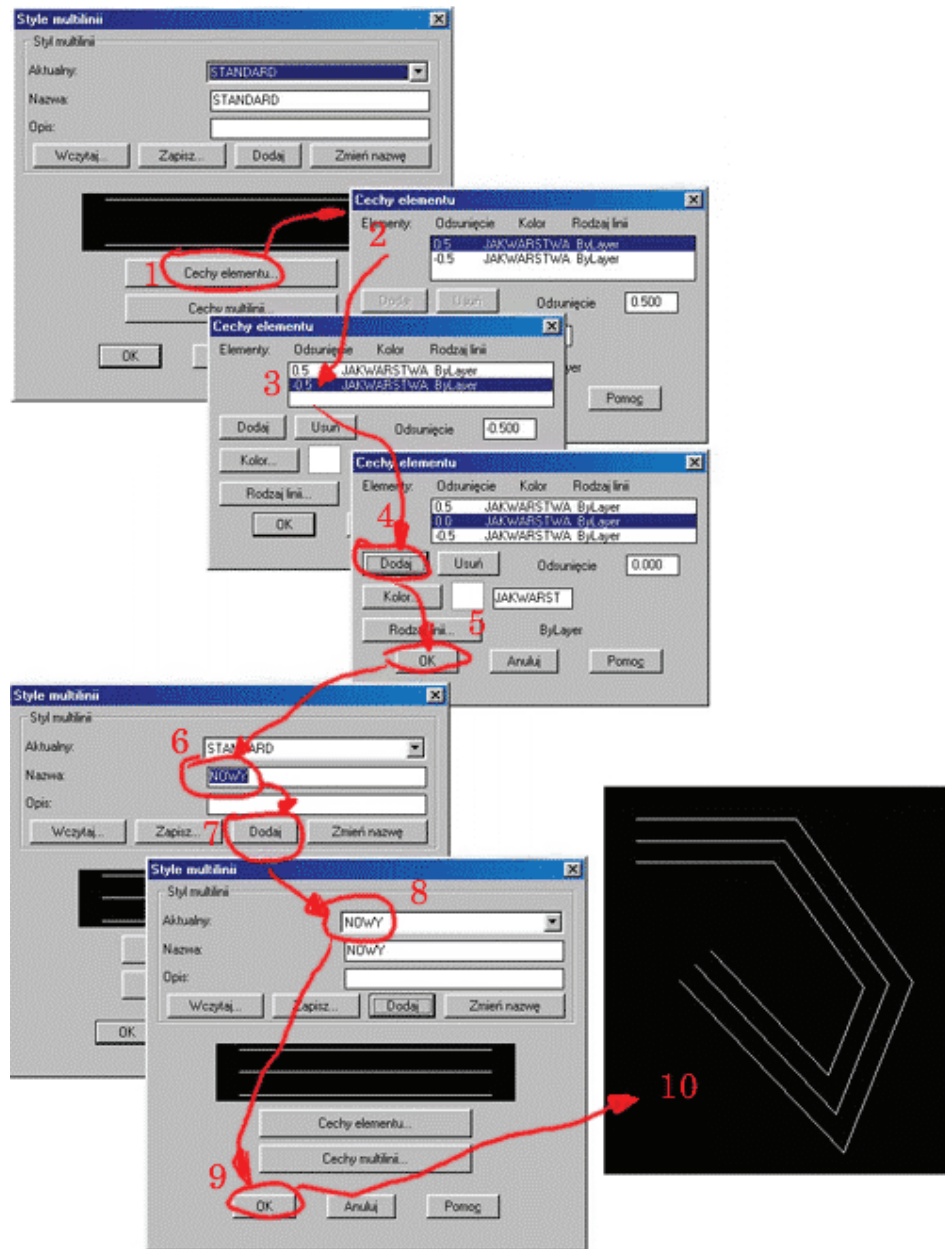 Style multilinii
Styl multilinii
Aktualny: STANDARD
Nazwa: STANDARD
Opis:
Wczytaj... Zapisz... Dodaj Zmień nazwę
1 Cechy elementu...
Cechy multilinii...
OK
Cechy elementu
Elementy: Odsunięcie Kolor Rodzaj linii
2
0.5 JAKWARSTWA ByLayer
-0.5 JAKWARSTWA ByLayer
Dodaj Usuń Odsunięcie 0.500
Pomoc
Cechy elementu
Elementy: Odsunięcie Kolor Rodzaj linii
3
0.5 JAKWARSTWA ByLayer
-0.5 JAKWARSTWA ByLayer
Dodaj Usuń Odsunięcie -0.500
Kolor...
Rodzaj linii...
OK
Cechy elementu
Elementy: Odsunięcie Kolor Rodzaj linii
4
0.5 JAKWARSTWA ByLayer
0.0 JAKWARSTWA ByLayer
-0.5 JAKWARSTWA ByLayer
Dodaj Usuń Odsunięcie 0.000
Kolor... JAKWARST
5
Rodzaj linii... ByLayer
OK Anuluj Pomoc
Style multilinii
Styl multilinii
6
Aktualny: STANDARD
Nazwa: NOWY
Opis:
Wczytaj... Zapisz... 7 Dodaj Zmień nazwę
OK
Style multilinii
Styl multilinii
8
Aktualny: NOWY
Nazwa: NOWY
Opis:
Wczytaj... Zapisz... Dodaj Zmień nazwę
Cechy elementu...
Cechy multilinii...
9
OK Anuluj Pomoc
10